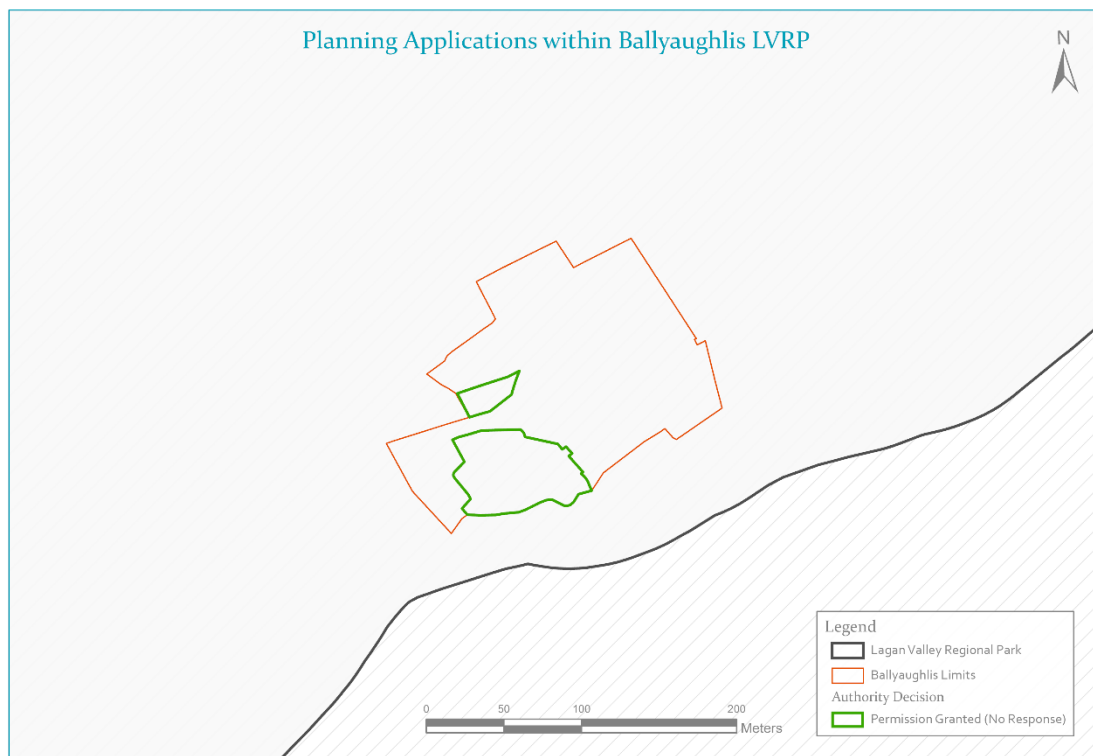 Planning Applications within Ballyaughlis LVRP
N
Legend
Lagan Valley Regional Park
Ballyaughlis Limits
Authority Decision
Permission Granted (No Response)
0 50 100 200
Meters